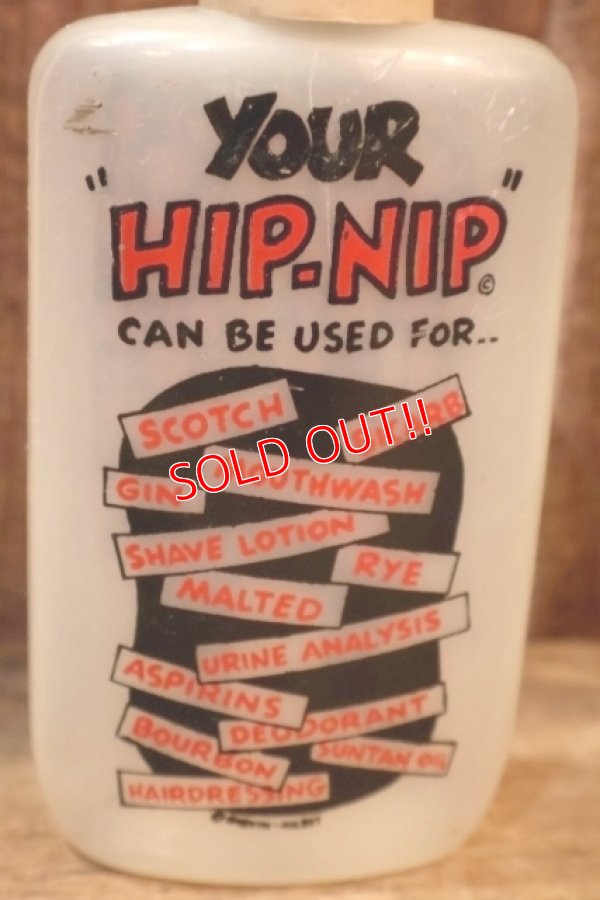 YOUR
"HIP-NIP"©
CAN BE USED FOR..
SCOTCH
SOLD OUT!!
GIN
MOUTHWASH
SHAVE LOTION
RYE
MALTED
URINE ANALYSIS
ASPIRINS
DEODORANT
BOURBON
SUNTAN OIL
HAIRDRESSING